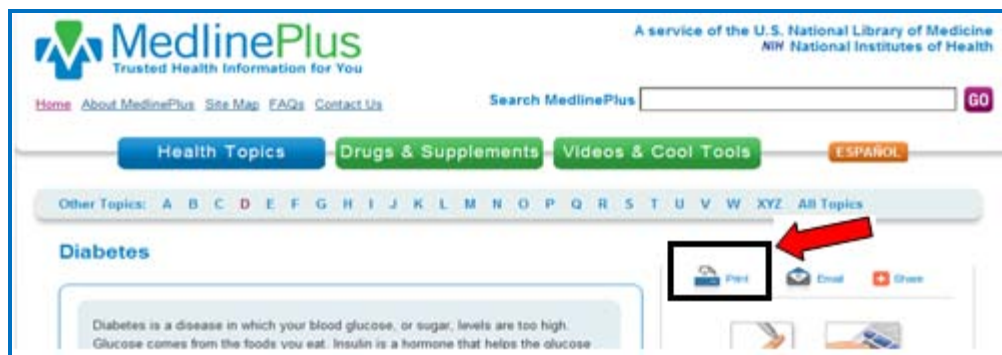 MedlinePlus
Trusted Health Information for You
A service of the U.S. National Library of Medicine
NIH National Institutes of Health
Home About MedlinePlus Site Map FAQs Contact Us
Search MedlinePlus GO
Health Topics Drugs & Supplements Videos & Cool Tools ESPAÑOL
Other Topics: A B C D E F G H I J K L M N O P Q R S T U V W XYZ All Topics
Diabetes
Print Email Share
Diabetes is a disease in which your blood glucose, or sugar, levels are too high.
Glucose comes from the foods you eat. Insulin is a hormone that helps the glucose